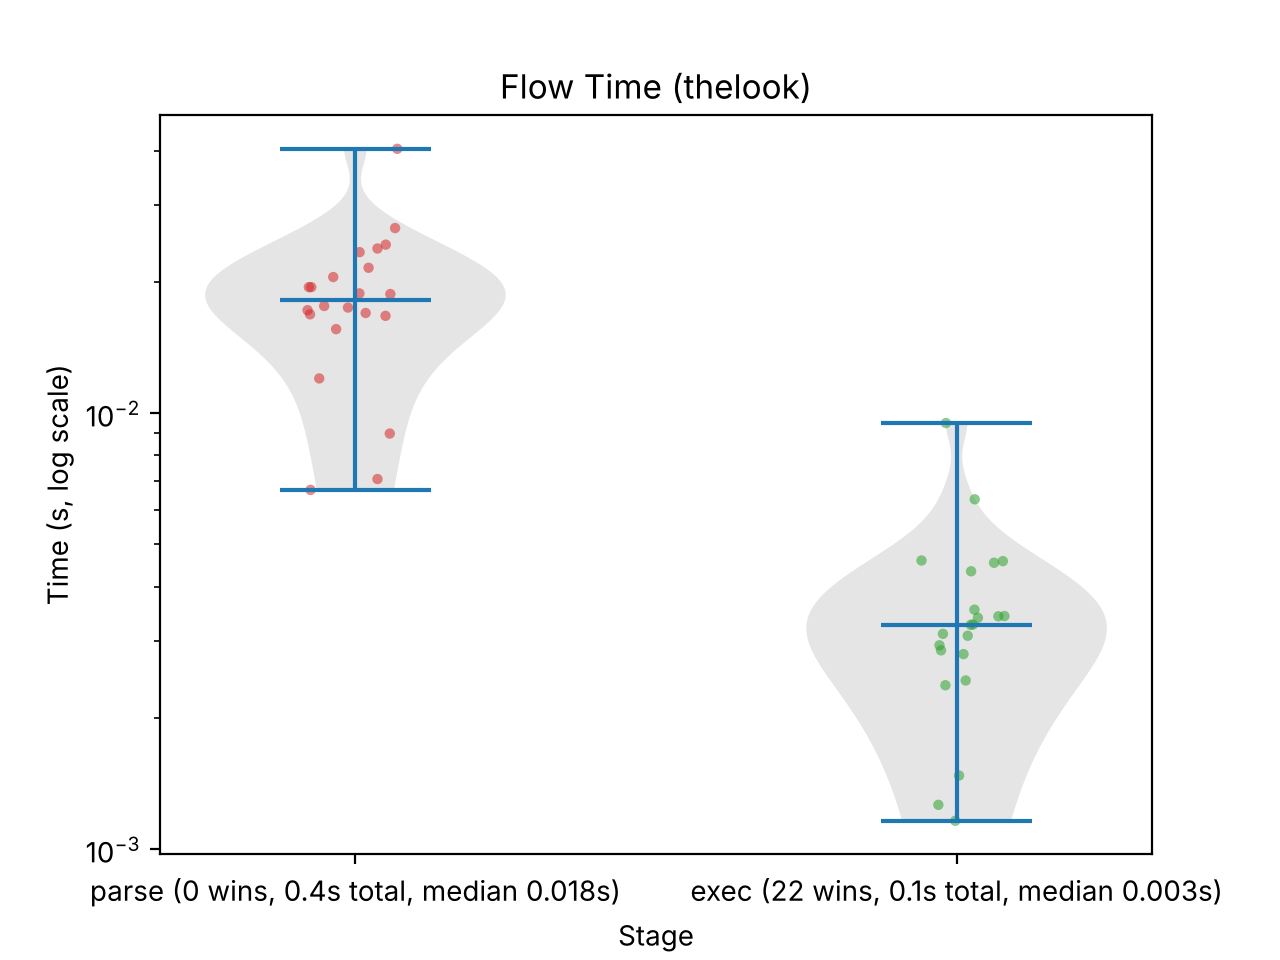 Flow Time (thelook)
Time (s, log scale)
10⁻²
10⁻³
parse (0 wins, 0.4s total, median 0.018s)
exec (22 wins, 0.1s total, median 0.003s)
Stage